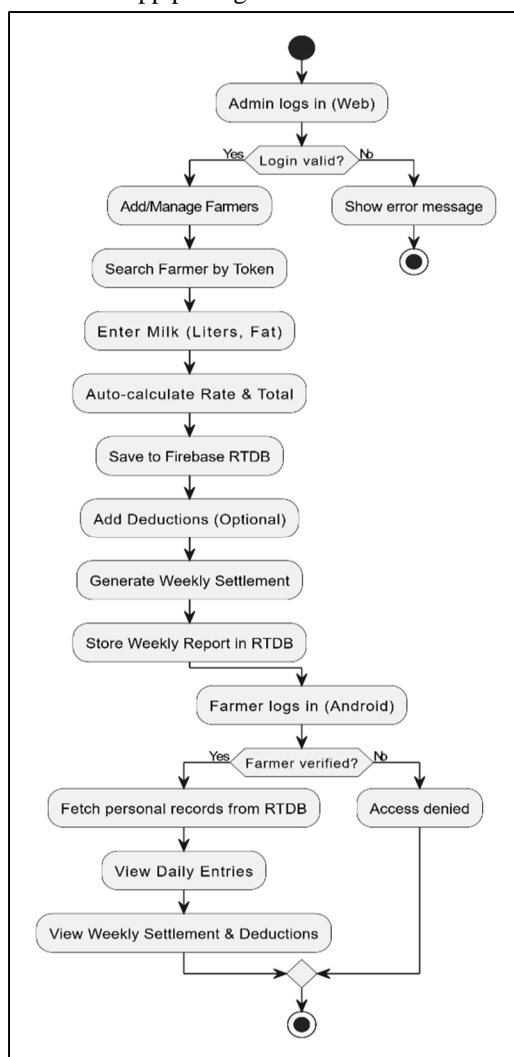 Admin logs in (Web)
Yes
Login valid?
No
Add/Manage Farmers
Show error message
Search Farmer by Token
Enter Milk (Liters, Fat)
Auto-calculate Rate & Total
Save to Firebase RTDB
Add Deductions (Optional)
Generate Weekly Settlement
Store Weekly Report in RTDB
Farmer logs in (Android)
Yes
Farmer verified?
No
Fetch personal records from RTDB
Access denied
View Daily Entries
View Weekly Settlement & Deductions